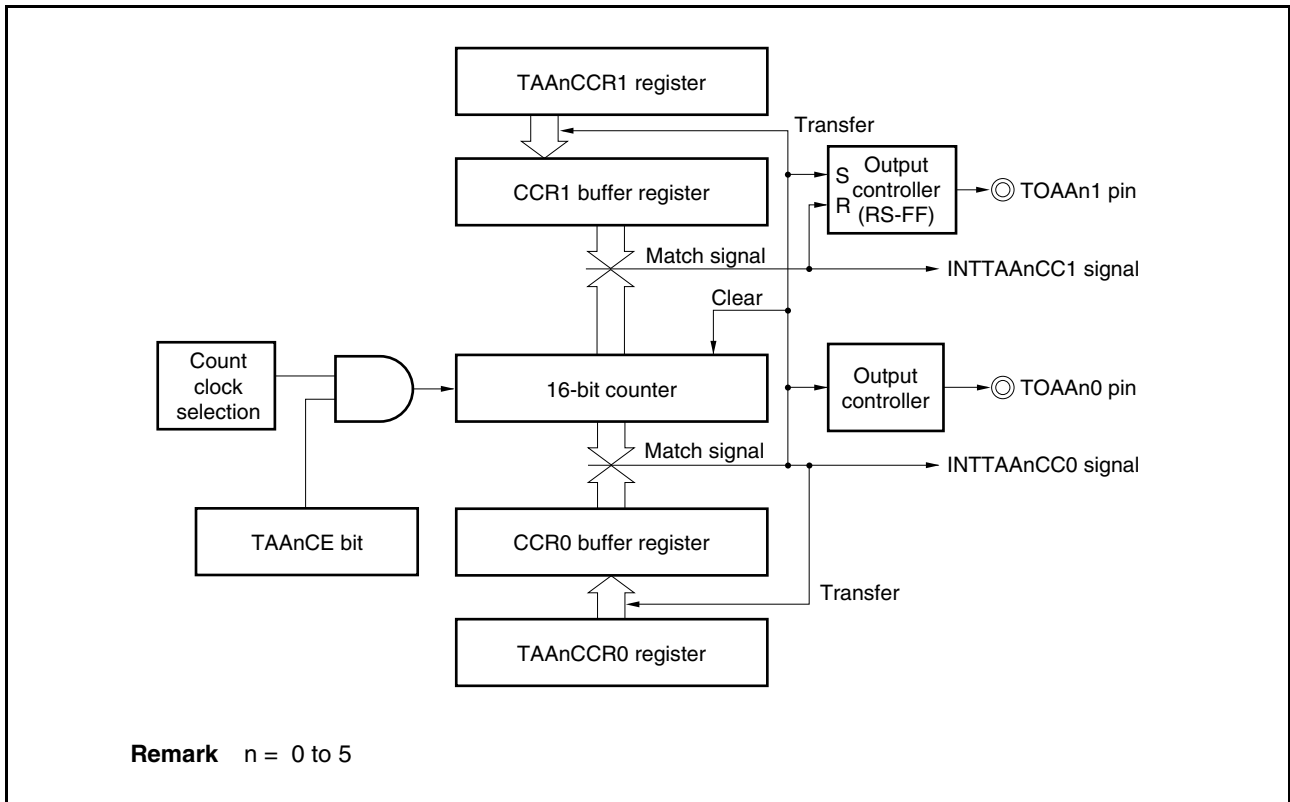 TAAnCCR1 register
Transfer
CCR1 buffer register
S
R
Output
controller
(RS-FF)
TOAAn1 pin
Match signal
INTTAAnCC1 signal
Clear
Count
clock
selection
16-bit counter
Output
controller
TOAAn0 pin
Match signal
INTTAAnCC0 signal
TAAnCE bit
CCR0 buffer register
Transfer
TAAnCCR0 register
Remark n = 0 to 5